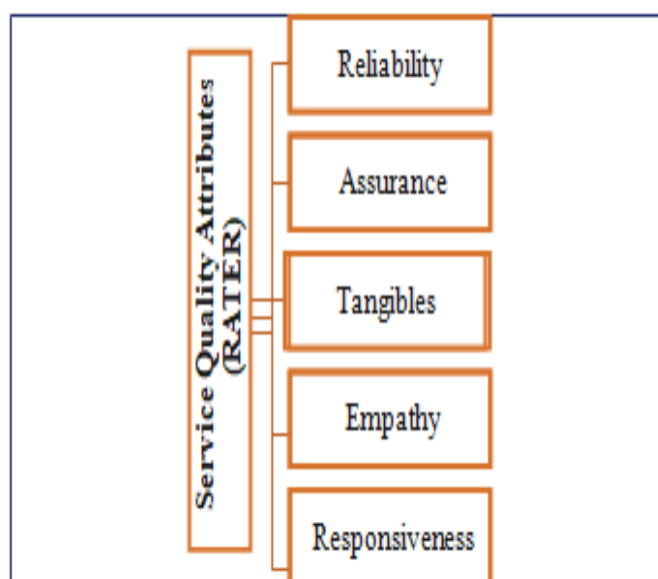 Service Quality Attributes
(RATER)
Reliability
Assurance
Tangibles
Empathy
Responsiveness